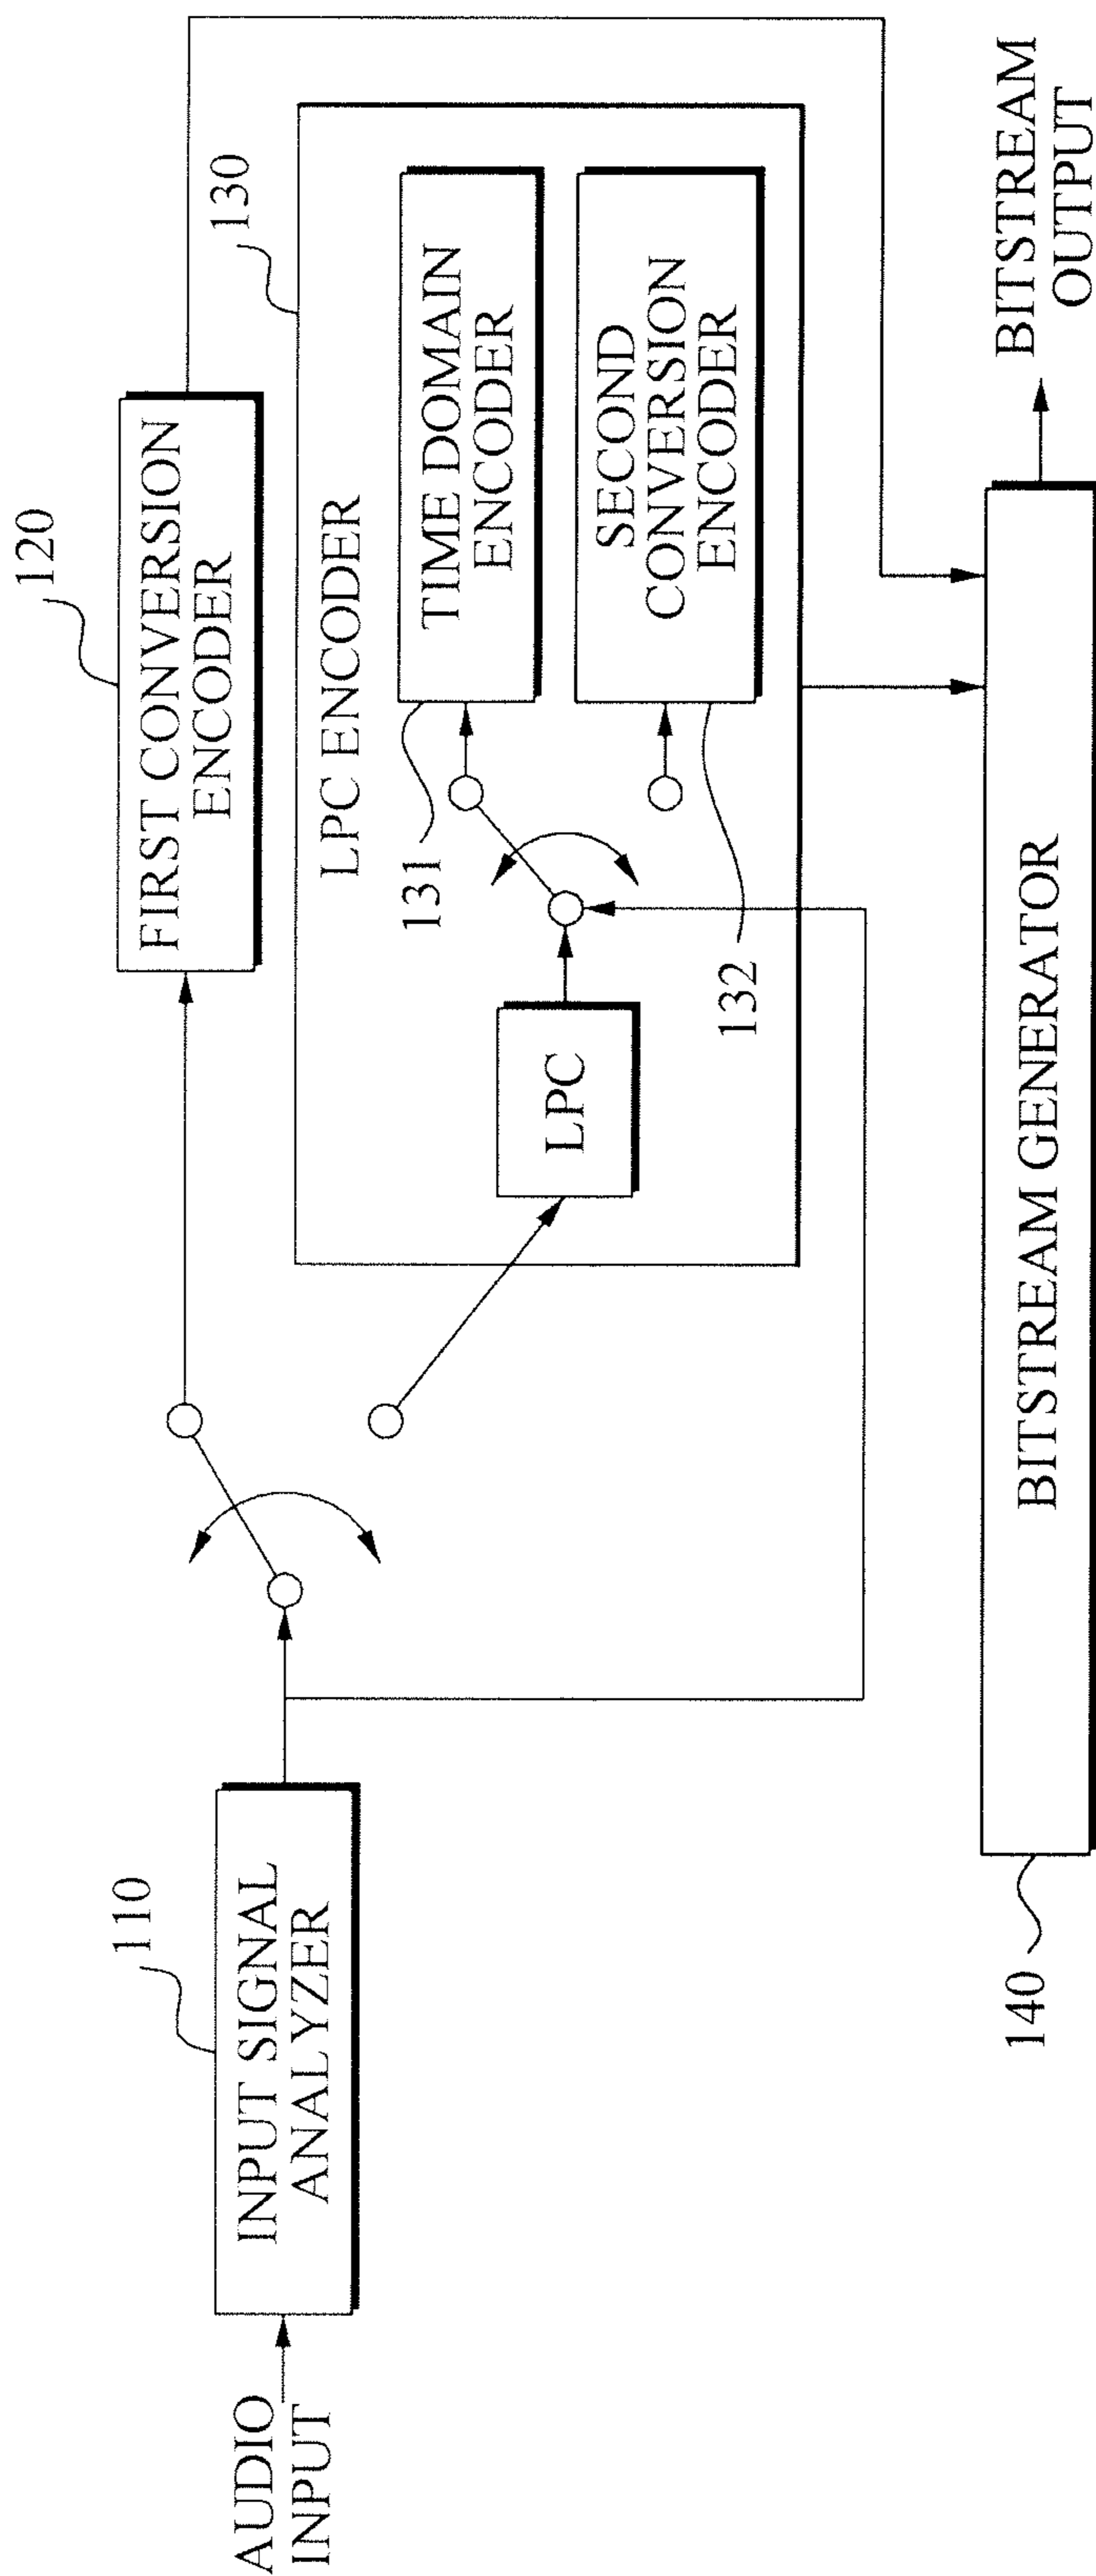 AUDIO
INPUT
110
INPUT SIGNAL
ANALYZER
120
FIRST CONVERSION
ENCODER
130
LPC ENCODER
LPC
131
TIME DOMAIN
ENCODER
132
SECOND
CONVERSION
ENCODER
140
BITSTREAM GENERATOR
BITSTREAM
OUTPUT